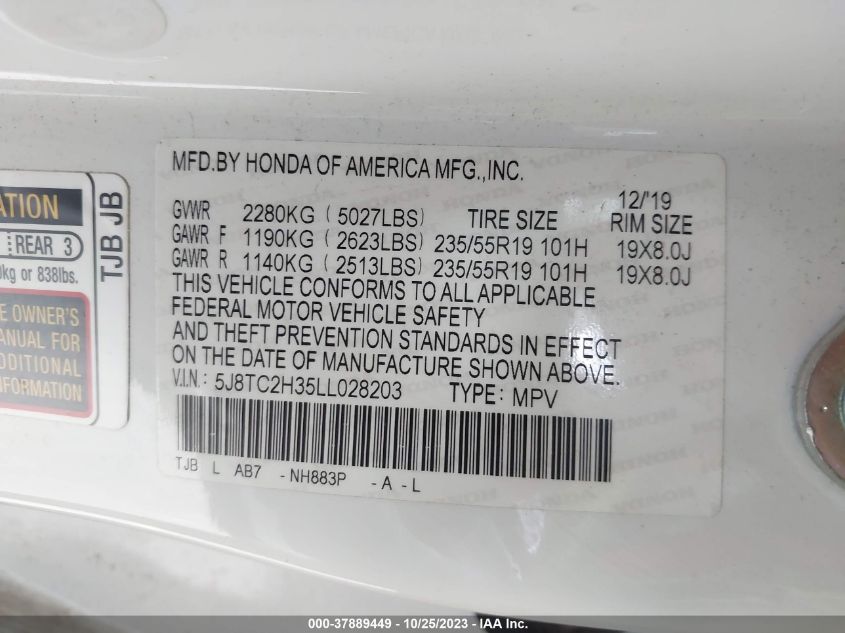 MFD.BY HONDA OF AMERICA MFG.,INC.
12/'19
GVWR 2280KG ( 5027LBS) TIRE SIZE RIM SIZE
GAWR F 1190KG ( 2623LBS) 235/55R19 101H 19X8.0J
GAWR R 1140KG ( 2513LBS) 235/55R19 101H 19X8.0J
THIS VEHICLE CONFORMS TO ALL APPLICABLE
FEDERAL MOTOR VEHICLE SAFETY
AND THEFT PREVENTION STANDARDS IN EFFECT
ON THE DATE OF MANUFACTURE SHOWN ABOVE.
V.I.N.: 5J8TC2H35LL028203 TYPE: MPV
TJB L AB7 -NH883P -A -L
TJB JB
REAR 3
kg or 838lbs.
OWNER'S
FOR
000-37889449 - 10/25/2023 - IAA Inc.